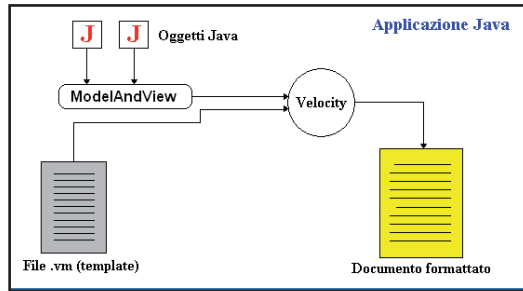 Applicazione Java
J J Oggetti Java
ModelAndView
Velocity
File .vm (template)
Documento formattato